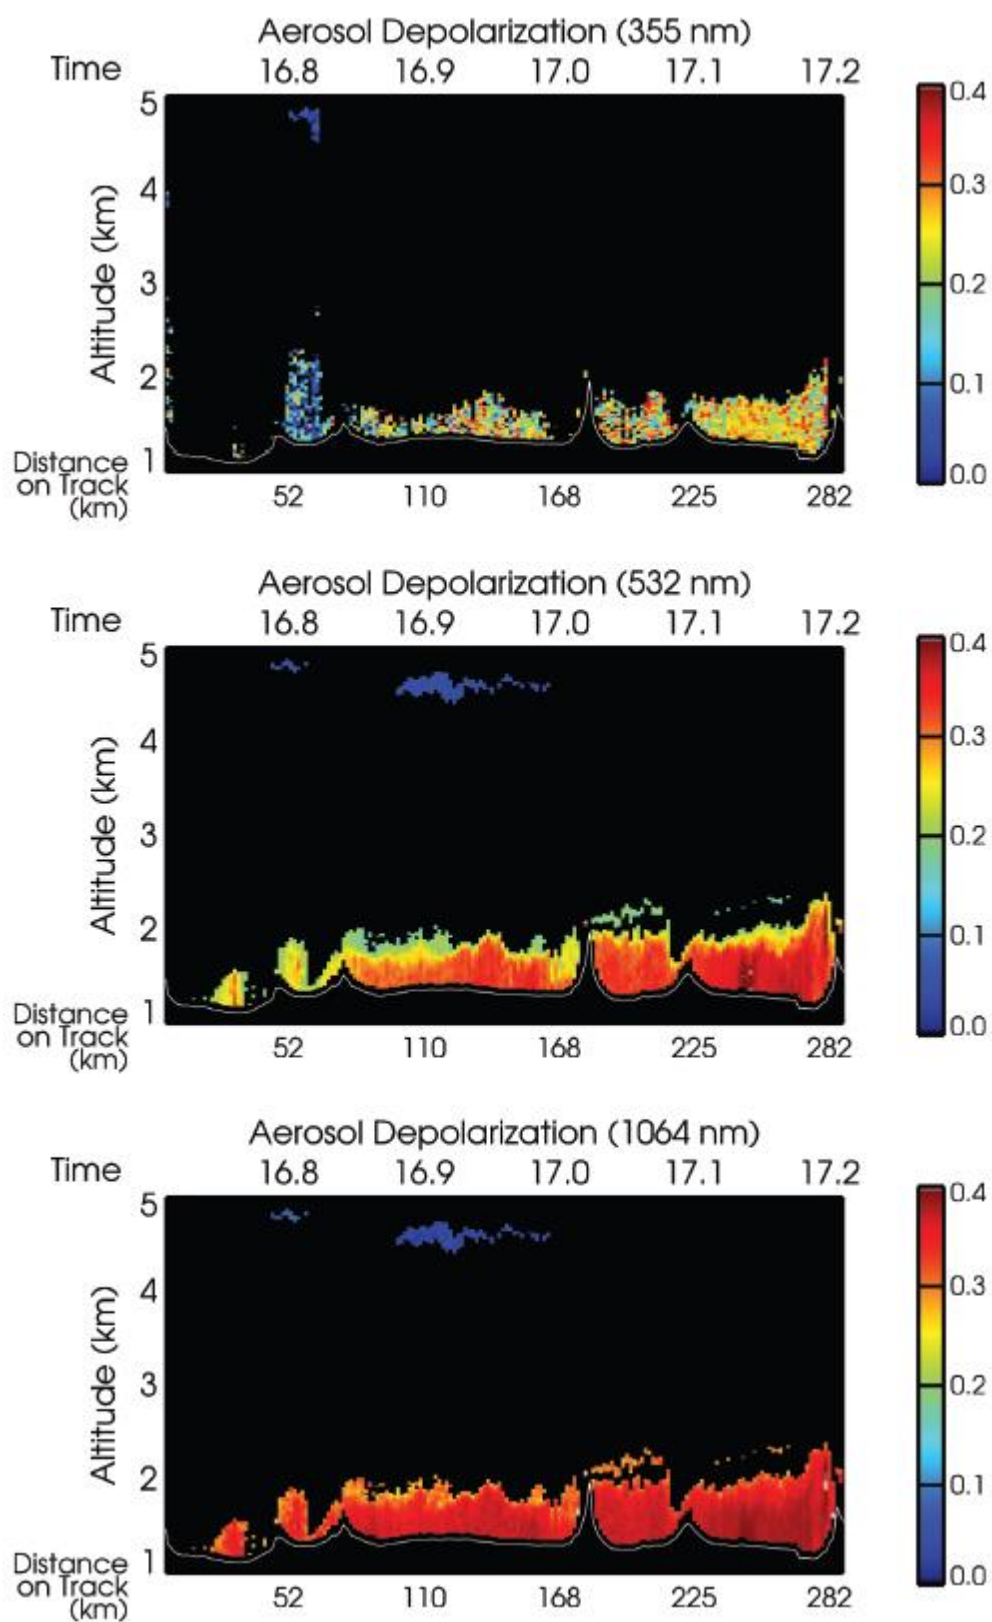 Aerosol Depolarization (355 nm)
Time 16.8 16.9 17.0 17.1 17.2
5
4
3
2
1
Altitude (km)
0.4
0.3
0.2
0.1
0.0
Distance on Track (km)
52 110 168 225 282
Aerosol Depolarization (532 nm)
Time 16.8 16.9 17.0 17.1 17.2
5
4
3
2
1
Altitude (km)
0.4
0.3
0.2
0.1
0.0
Distance on Track (km)
52 110 168 225 282
Aerosol Depolarization (1064 nm)
Time 16.8 16.9 17.0 17.1 17.2
5
4
3
2
1
Altitude (km)
0.4
0.3
0.2
0.1
0.0
Distance on Track (km)
52 110 168 225 282